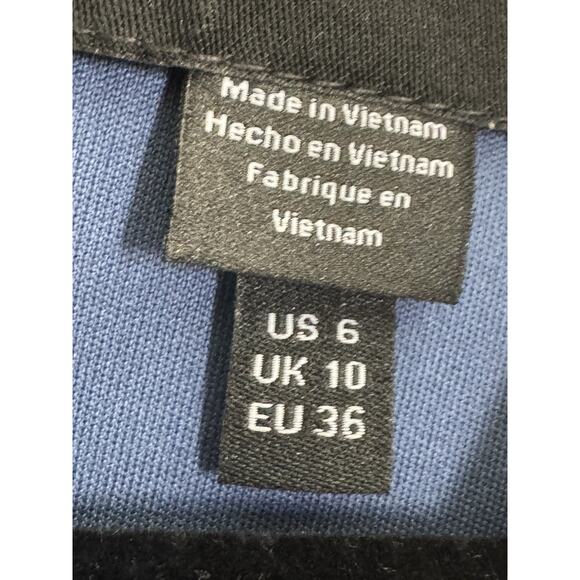 Made in Vietnam
Hecho en Vietnam
Fabrique en
Vietnam
US 6
UK 10
EU 36